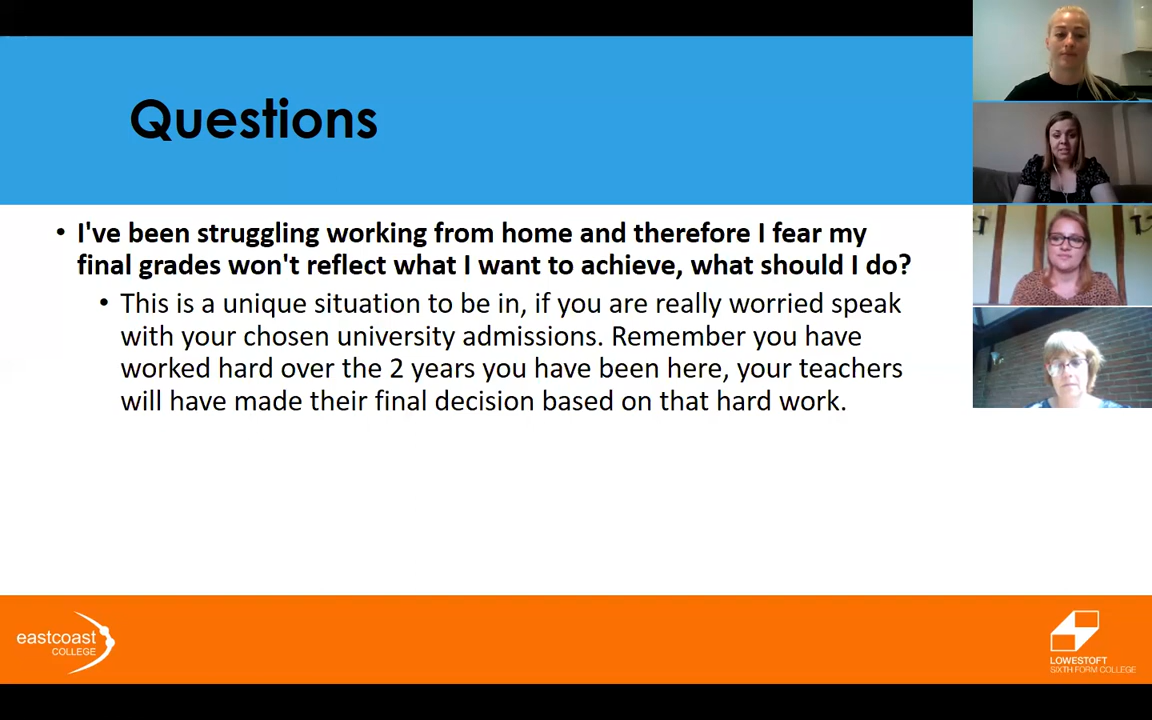 Questions
• I've been struggling working from home and therefore I fear my
final grades won't reflect what I want to achieve, what should I do?
• This is a unique situation to be in, if you are really worried speak
with your chosen university admissions. Remember you have
worked hard over the 2 years you have been here, your teachers
will have made their final decision based on that hard work.
eastcoast
COLLEGE
LOWESTOFT
SIXTH FORM COLLEGE